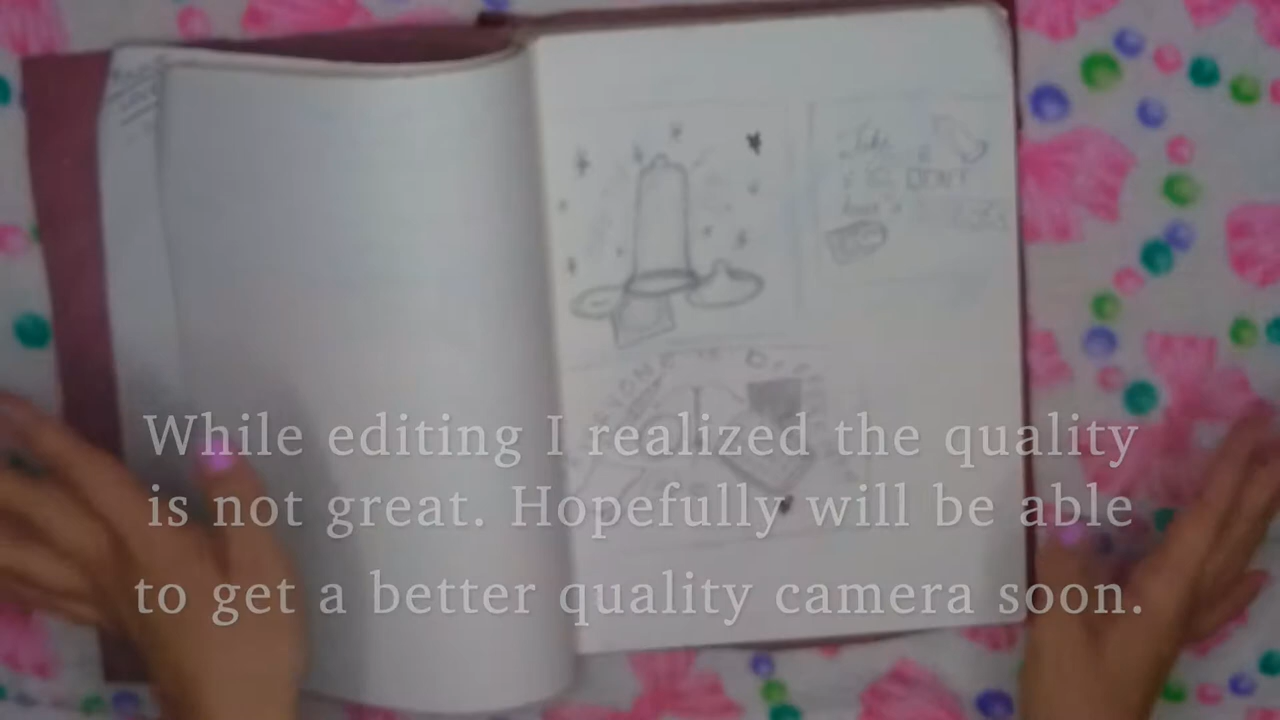 While editing I realized the quality
is not great. Hopefully will be able
to get a better quality camera soon.